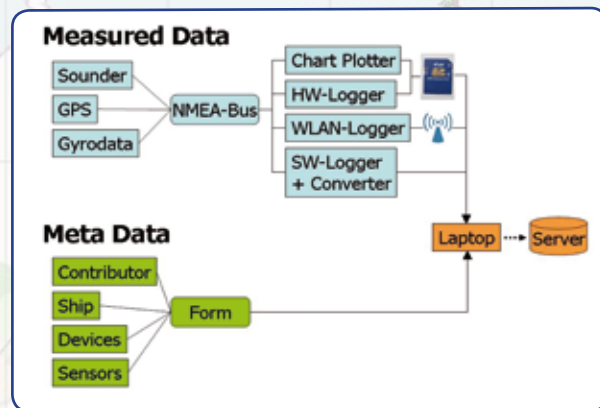 Measured Data
Sounder
GPS
Gyrodata
NMEA-Bus
Chart Plotter
HW-Logger
WLAN-Logger
SW-Logger
+ Converter
Meta Data
Contributor
Ship
Devices
Sensors
Form
Laptop
Server